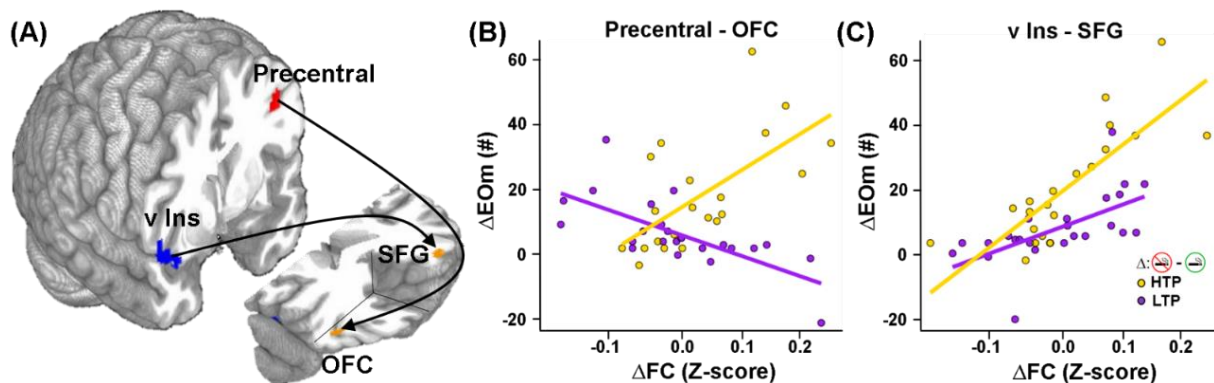 (A)
Precentral
v Ins
SFG
OFC
(B)
Precentral - OFC
ΔEOm (#)
60
40
20
0
-20
-0.1
0.0
0.1
0.2
ΔFC (Z-score)
(C)
v Ins - SFG
ΔEOm (#)
60
40
20
0
-20
Δ: -
HTP
LTP
-0.1
0.0
0.1
0.2
ΔFC (Z-score)